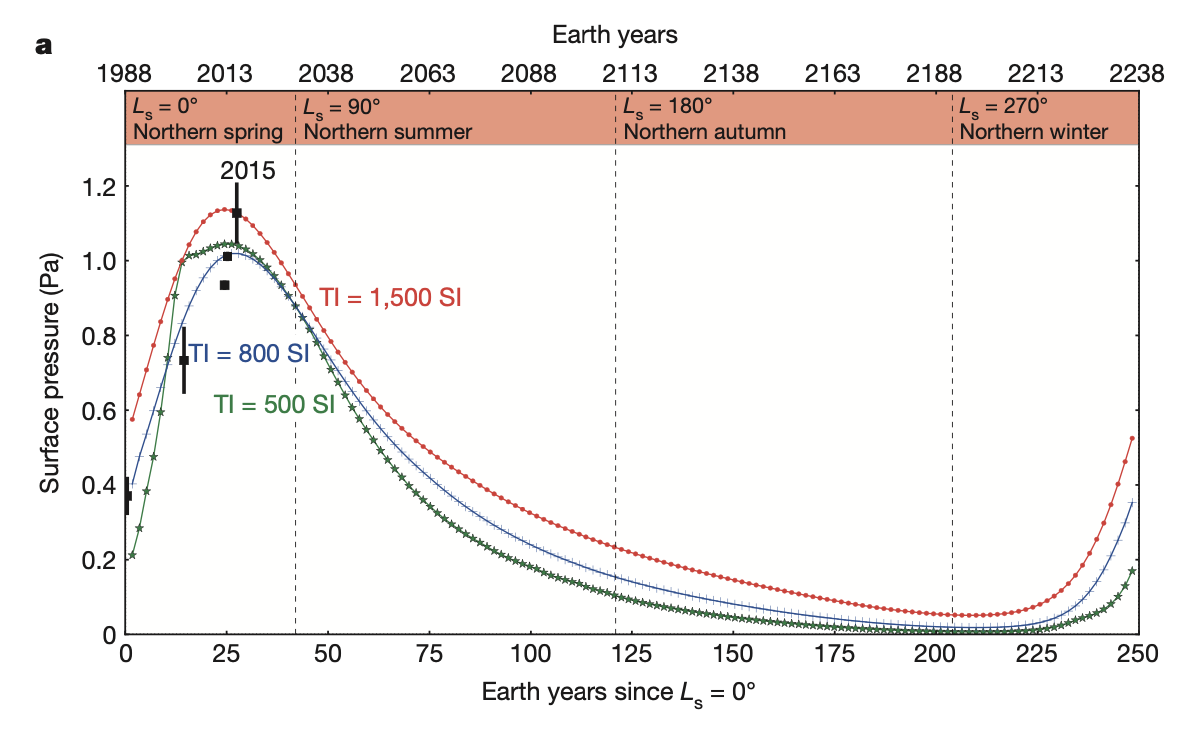 a
Earth years
1988 2013 2038 2063 2088 2113 2138 2163 2188 2213 2238
Ls = 0° Ls = 90° Ls = 180° Ls = 270°
Northern spring Northern summer Northern autumn Northern winter
2015
1.2
1.0
0.8
0.6
0.4
0.2
0
Surface pressure (Pa)
TI = 1,500 SI
TI = 800 SI
TI = 500 SI
0 25 50 75 100 125 150 175 200 225 250
Earth years since Ls = 0°